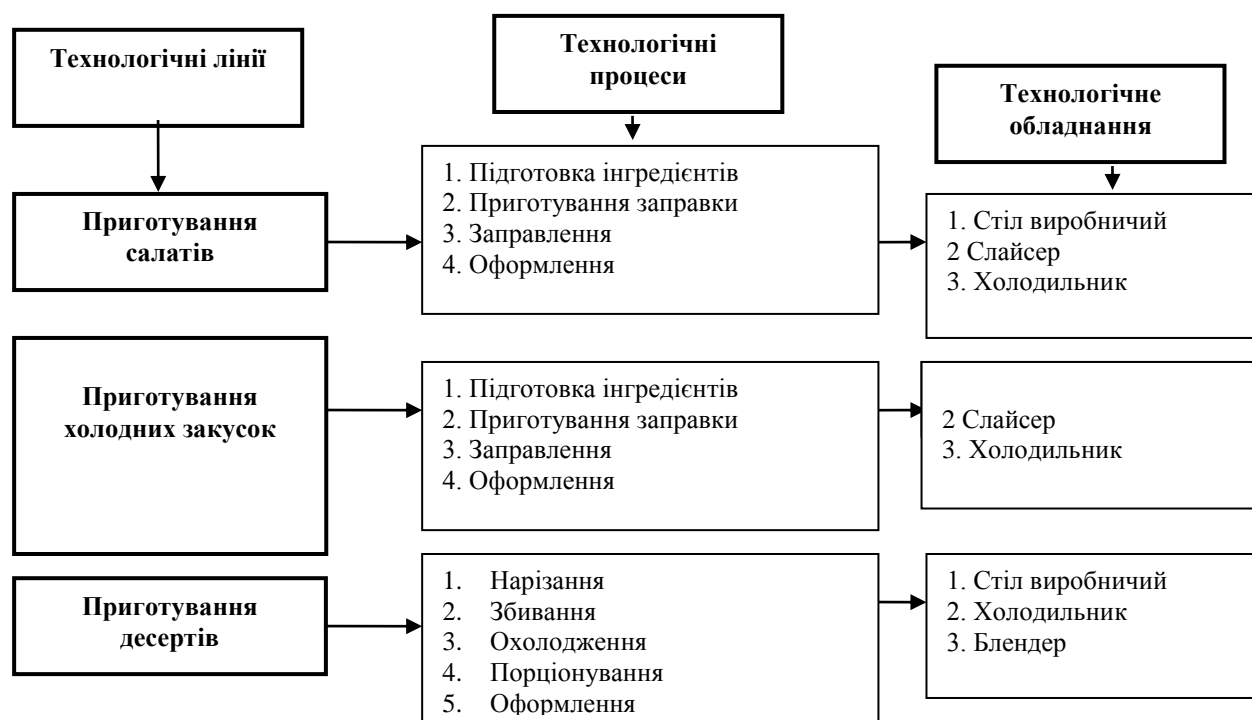 Технологічні лінії
Технологічні
процеси
Технологічне
обладнання
Приготування
салатів
1. Підготовка інгредієнтів
2. Приготування заправки
3. Заправлення
4. Оформлення
1. Стіл виробничий
2 Слайсер
3. Холодильник
Приготування
холодних закусок
1. Підготовка інгредієнтів
2. Приготування заправки
3. Заправлення
4. Оформлення
2 Слайсер
3. Холодильник
Приготування
десертів
1. Нарізання
2. Збивання
3. Охолодження
4. Порціонування
5. Оформлення
1. Стіл виробничий
2. Холодильник
3. Блендер